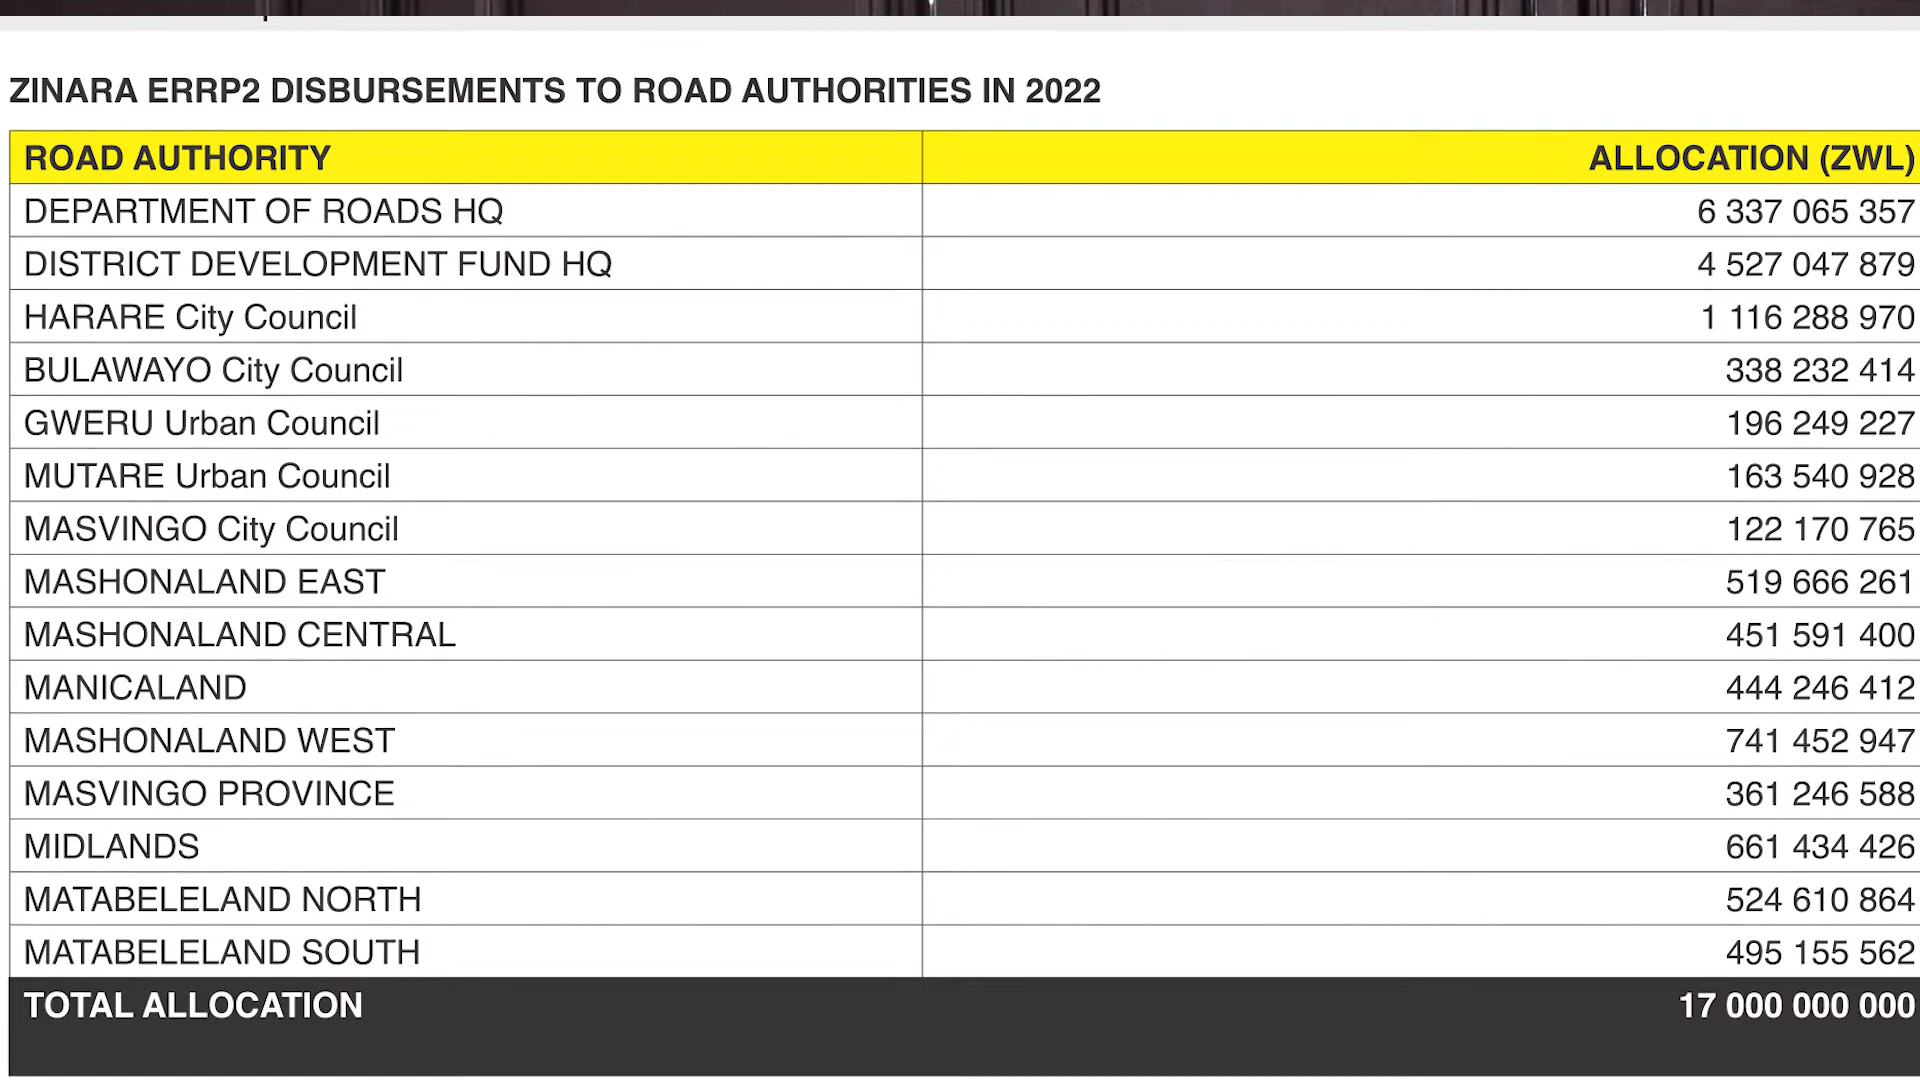 ZINARA ERRP2 DISBURSEMENTS TO ROAD AUTHORITIES IN 2022
ROAD AUTHORITY ALLOCATION (ZWL)
DEPARTMENT OF ROADS HQ 6 337 065 357
DISTRICT DEVELOPMENT FUND HQ 4 527 047 879
HARARE City Council 1 116 288 970
BULAWAYO City Council 338 232 414
GWERU Urban Council 196 249 227
MUTARE Urban Council 163 540 928
MASVINGO City Council 122 170 765
MASHONALAND EAST 519 666 261
MASHONALAND CENTRAL 451 591 400
MANICALAND 444 246 412
MASHONALAND WEST 741 452 947
MASVINGO PROVINCE 361 246 588
MIDLANDS 661 434 426
MATABELELAND NORTH 524 610 864
MATABELELAND SOUTH 495 155 562
TOTAL ALLOCATION 17 000 000 000